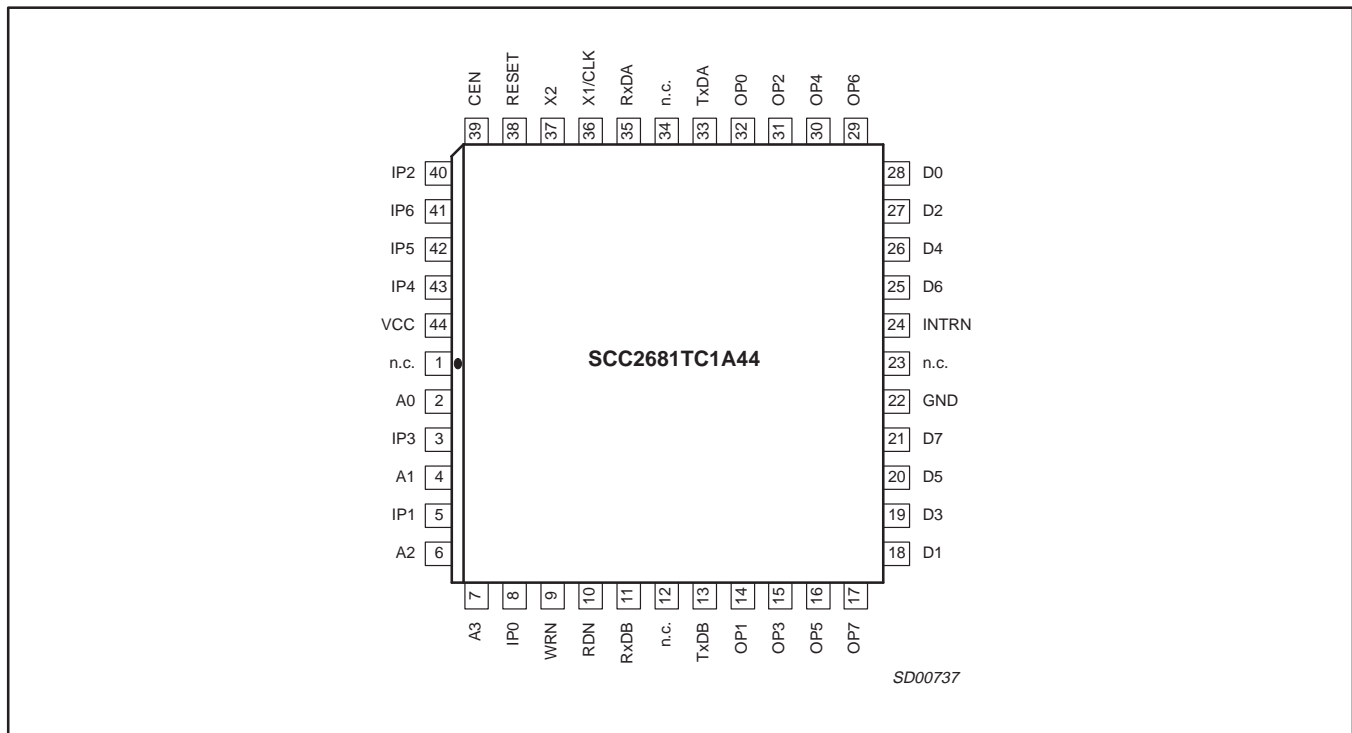 CEN RESET X2 X1/CLK RxDA n.c. TxDA OP0 OP2 OP4 OP6
39 38 37 36 35 34 33 32 31 30 29
IP2 40 28 D0
IP6 41 27 D2
IP5 42 26 D4
IP4 43 25 D6
VCC 44 24 INTRN
n.c. 1 SCC2681TC1A44 23 n.c.
A0 2 22 GND
IP3 3 21 D7
A1 4 20 D5
IP1 5 19 D3
A2 6 18 D1
7 8 9 10 11 12 13 14 15 16 17
A3 IP0 WRN RDN RxDB n.c. TxDB OP1 OP3 OP5 OP7
SD00737